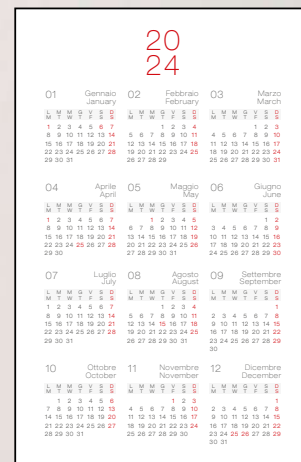 20
24
01 Gennaio
January
L M M G V S D
M T W T F S S
1 2 3 4 5 6 7
8 9 10 11 12 13 14
15 16 17 18 19 20 21
22 23 24 25 26 27 28
29 30 31
02 Febbraio
February
L M M G V S D
M T W T F S S
1 2 3 4
5 6 7 8 9 10 11
12 13 14 15 16 17 18
19 20 21 22 23 24 25
26 27 28 29
03 Marzo
March
L M M G V S D
M T W T F S S
1 2 3
4 5 6 7 8 9 10
11 12 13 14 15 16 17
18 19 20 21 22 23 24
25 26 27 28 29 30 31
04 Aprile
April
L M M G V S D
M T W T F S S
1 2 3 4 5 6 7
8 9 10 11 12 13 14
15 16 17 18 19 20 21
22 23 24 25 26 27 28
29 30
05 Maggio
May
L M M G V S D
M T W T F S S
1 2 3 4 5
6 7 8 9 10 11 12
13 14 15 16 17 18 19
20 21 22 23 24 25 26
27 28 29 30 31
06 Giugno
June
L M M G V S D
M T W T F S S
1 2
3 4 5 6 7 8 9
10 11 12 13 14 15 16
17 18 19 20 21 22 23
24 25 26 27 28 29 30
07 Luglio
July
L M M G V S D
M T W T F S S
1 2 3 4 5 6 7
8 9 10 11 12 13 14
15 16 17 18 19 20 21
22 23 24 25 26 27 28
29 30 31
08 Agosto
August
L M M G V S D
M T W T F S S
1 2 3 4
5 6 7 8 9 10 11
12 13 14 15 16 17 18
19 20 21 22 23 24 25
26 27 28 29 30 31
09 Settembre
September
L M M G V S D
M T W T F S S
1
2 3 4 5 6 7 8
9 10 11 12 13 14 15
16 17 18 19 20 21 22
23 24 25 26 27 28 29
30
10 Ottobre
October
L M M G V S D
M T W T F S S
1 2 3 4 5 6
7 8 9 10 11 12 13
14 15 16 17 18 19 20
21 22 23 24 25 26 27
28 29 30 31
11 Novembre
November
L M M G V S D
M T W T F S S
1 2 3
4 5 6 7 8 9 10
11 12 13 14 15 16 17
18 19 20 21 22 23 24
25 26 27 28 29 30
12 Dicembre
December
L M M G V S D
M T W T F S S
1
2 3 4 5 6 7 8
9 10 11 12 13 14 15
16 17 18 19 20 21 22
23 24 25 26 27 28 29
30 31